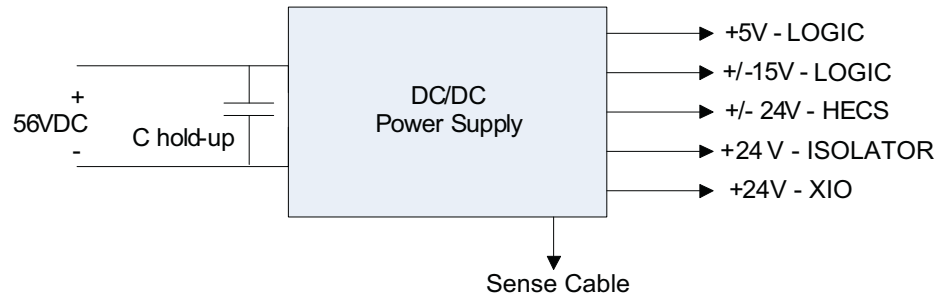 +5V - LOGIC
+/-15V - LOGIC
DC/DC
Power Supply
+
56VDC
-
C hold-up
+/- 24V - HECS
+24 V - ISOLATOR
+24V - XIO
Sense Cable